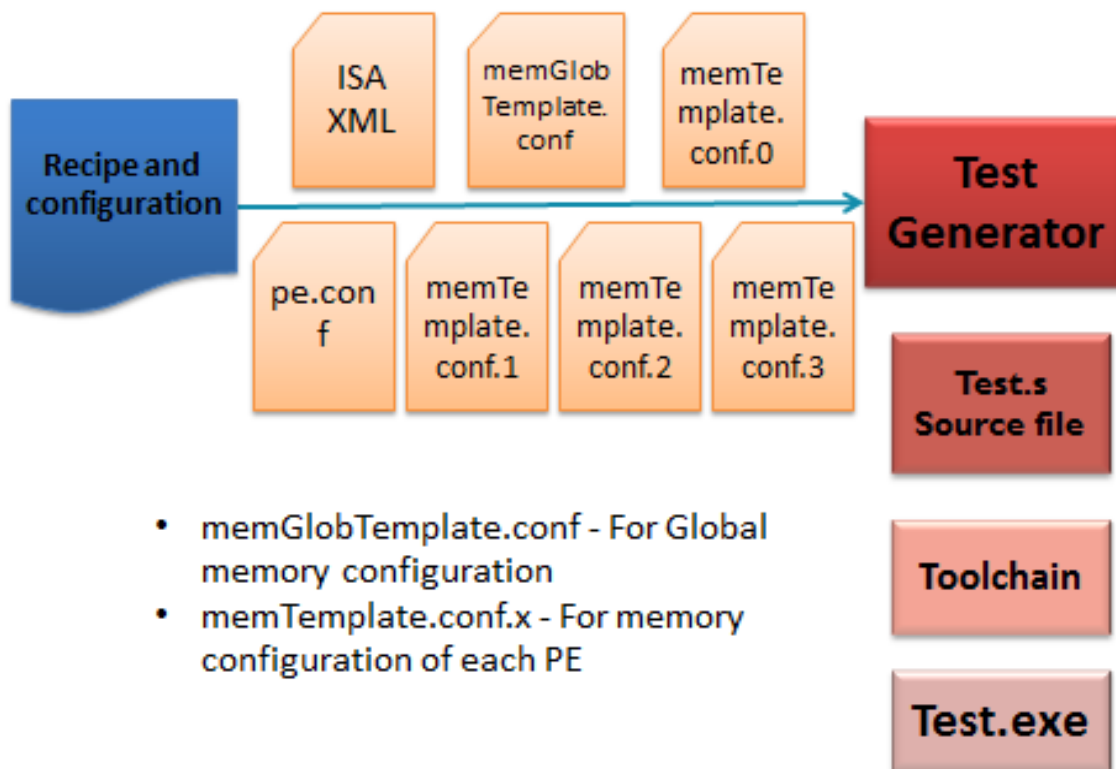 ISA
XML
memGlob
Template.
conf
memTe
mplate.
conf.0
Recipe and
configuration
Test
Generator
pe.con
f
memTe
mplate.
conf.1
memTe
mplate.
conf.2
memTe
mplate.
conf.3
Test.s
Source file
• memGlobTemplate.conf - For Global
memory configuration
• memTemplate.conf.x - For memory
configuration of each PE
Toolchain
Test.exe